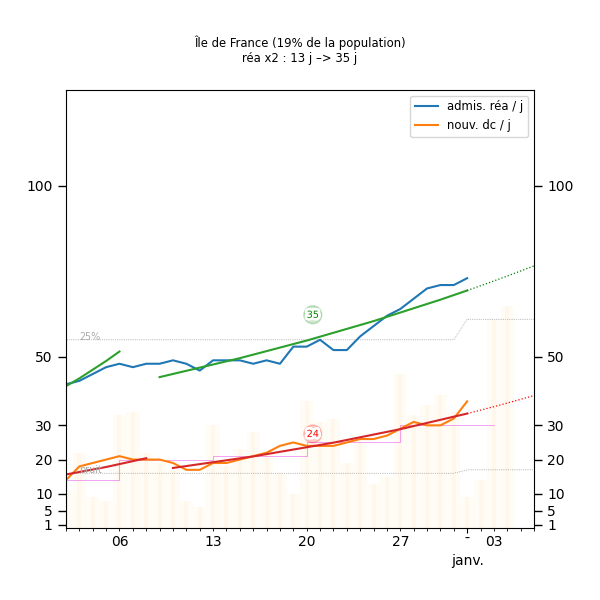 Île de France (19% de la population)
réa x2 : 13 j –> 35 j
admis. réa / j
nouv. dc / j
100 100
35
25%
50 50
30 30
24
20 20
bruit
10 10
5 5
1 1
06 13 20 27 - 03
janv.